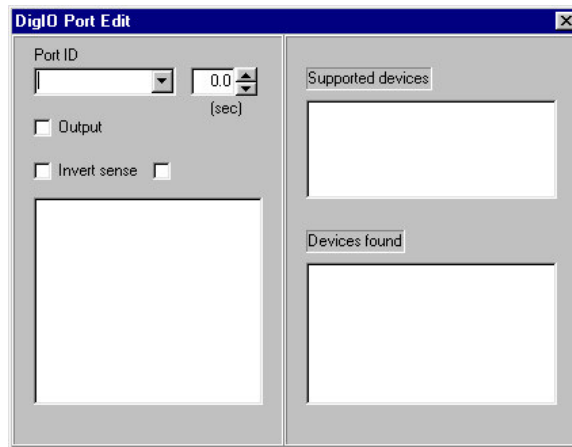 DigIO Port Edit
Port ID
0.0
(sec)
Output
Invert sense
Supported devices
Devices found